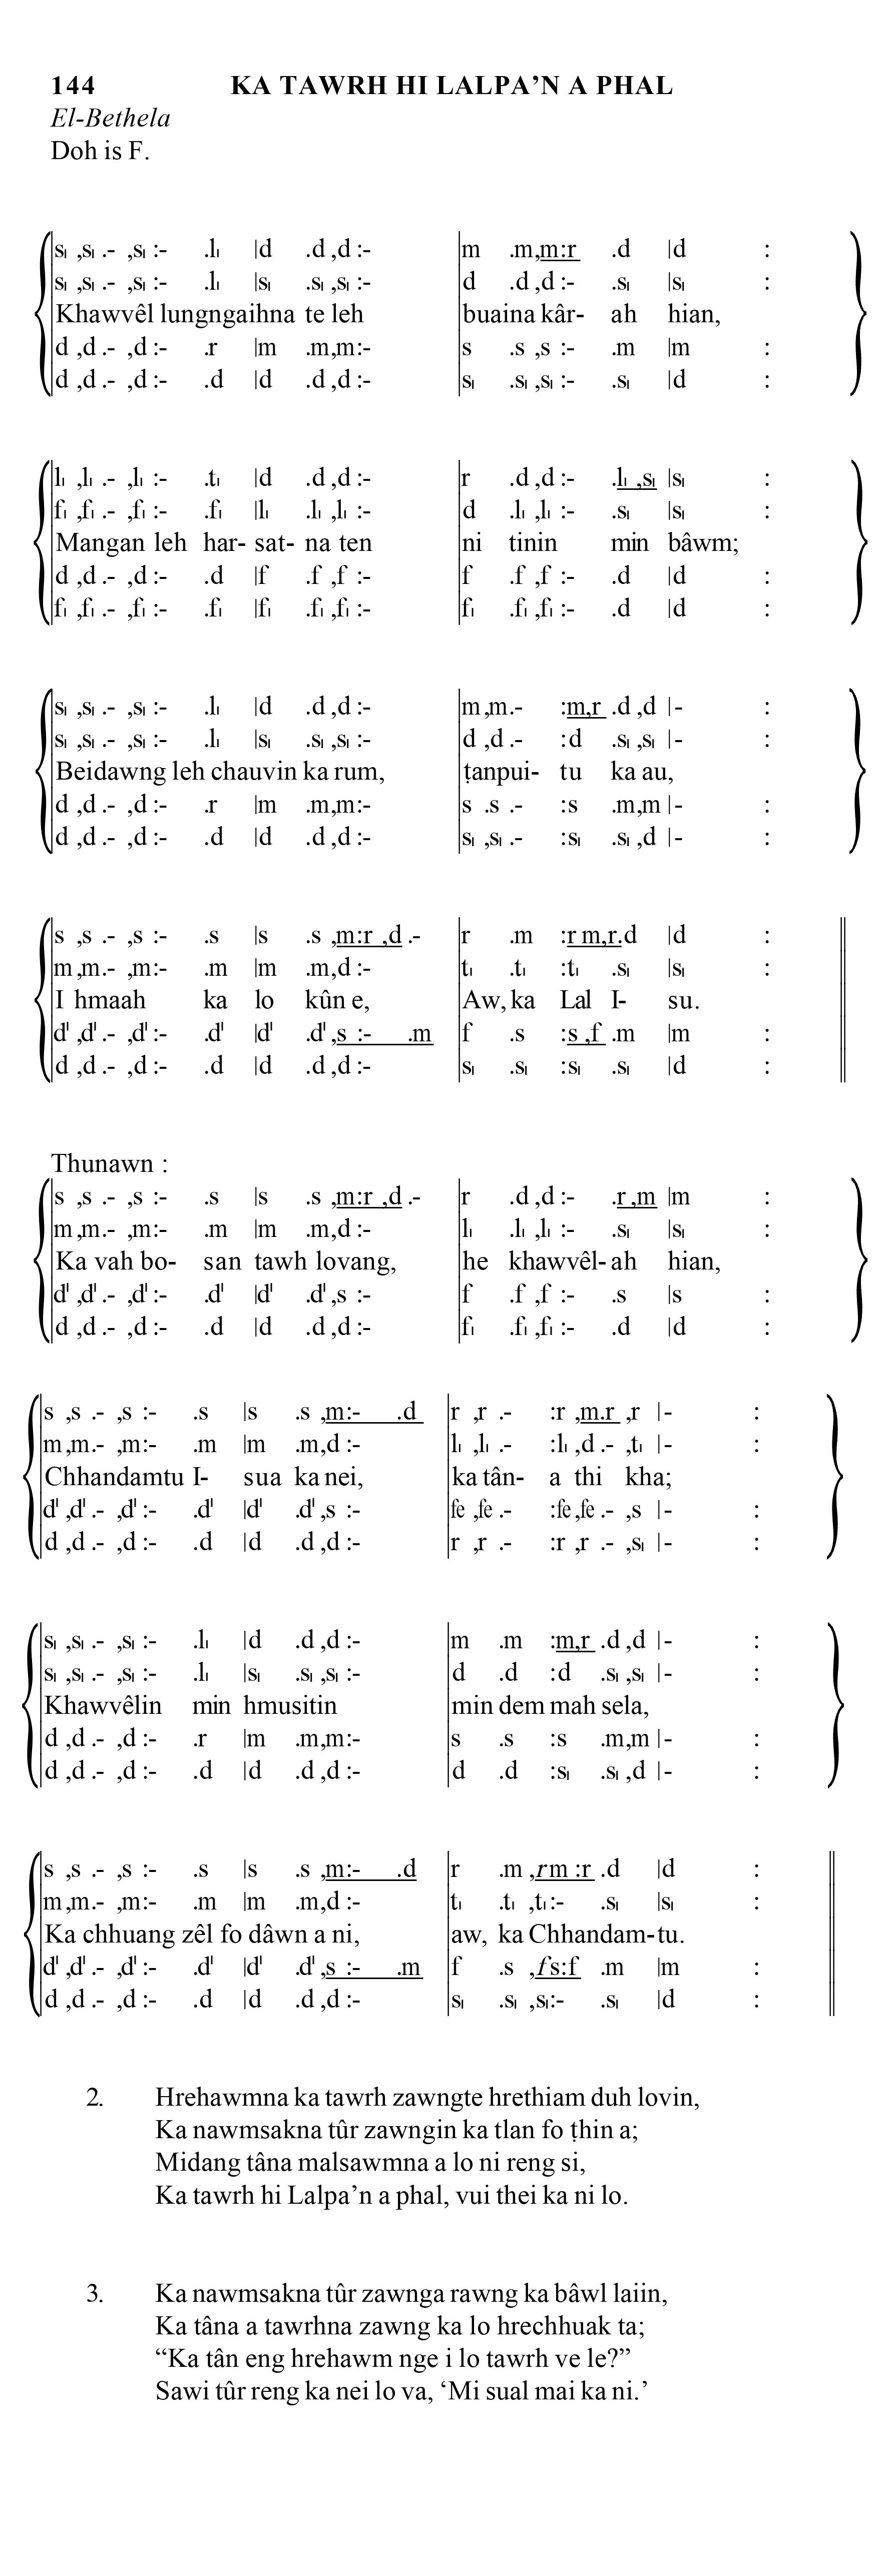 144 KA TAWRH HI LALPA’N A PHAL
El-Bethela
Doh is F.
s₁ ,s₁ .- ,s₁ :- .l₁ |d .d ,d :- |m .m,m:r .d |d :
s₁ ,s₁ .- ,s₁ :- .l₁ |s₁ .s₁ ,s₁ :- |d .d ,d :- .s₁ |s₁ :
Khawvêl lungngaihna te leh buaina kâr- ah hian,
d ,d .- ,d :- .r |m .m,m:- |s .s ,s :- .m |m :
d ,d .- ,d :- .d |d .d ,d :- |s₁ .s₁ ,s₁ :- .s₁ |d :
l₁ ,l₁ .- ,l₁ :- .t₁ |d .d ,d :- |r .d ,d :- .l₁ ,s₁ |s₁ :
f₁ ,f₁ .- ,f₁ :- .f₁ |l₁ .l₁ ,l₁ :- |d .l₁ ,l₁ :- .s₁ |s₁ :
Mangan leh har- sat- na ten ni tinin min bâwm;
d ,d .- ,d :- .d |f .f ,f :- |f .f ,f :- .d |d :
f₁ ,f₁ .- ,f₁ :- .f₁ |f₁ .f₁ ,f₁ :- |f₁ .f₁ ,f₁ :- .d |d :
s₁ ,s₁ .- ,s₁ :- .l₁ |d .d ,d :- |m ,m .- :m,r .d ,d |- :
s₁ ,s₁ .- ,s₁ :- .l₁ |s₁ .s₁ ,s₁ :- |d ,d .- :d .s₁ ,s₁ |- :
Beidawng leh chauvin ka rum, ṭanpui- tu ka au,
d ,d .- ,d :- .r |m .m,m:- |s .s .- :s .m,m |- :
d ,d .- ,d :- .d |d .d ,d :- |s₁ ,s₁ .- :s₁ .s₁ ,d |- :
s ,s .- ,s :- .s |s .s ,m:r ,d .- |r .m :r m,r.d |d :
m ,m.- ,m:- .m |m .m,d :- |t₁ .t₁ :t₁ .s₁ |s₁ :
I hmaah ka lo kûn e, Aw, ka Lal I- su.
d' ,d' .- ,d' :- .d' |d' .d' ,s :- .m |f .s :s ,f .m |m :
d ,d .- ,d :- .d |d .d ,d :- |s₁ .s₁ :s₁ .s₁ |d :
Thunawn :
s ,s .- ,s :- .s |s .s ,m:r ,d .- |r .d ,d :- .r ,m |m :
m ,m.- ,m:- .m |m .m,d :- |l₁ .l₁ ,l₁ :- .s₁ |s₁ :
Ka vah bo- san tawh lovang, he khawvêl- ah hian,
d' ,d' .- ,d' :- .d' |d' .d' ,s :- |f .f ,f :- .s |s :
d ,d .- ,d :- .d |d .d ,d :- |f₁ .f₁ ,f₁ :- .d |d :
s ,s .- ,s :- .s |s .s ,m:- .d |r ,r .- :r ,m.r ,r |- :
m ,m.- ,m:- .m |m .m,d :- |l₁ ,l₁ .- :l₁ ,d .- ,t₁ |- :
Chhandamtu I- sua ka nei, ka tân- a thi kha;
d' ,d' .- ,d' :- .d' |d' .d' ,s :- |fe ,fe .- :fe ,fe .- ,s |- :
d ,d .- ,d :- .d |d .d ,d :- |r ,r .- :r ,r .- ,s₁ |- :
s₁ ,s₁ .- ,s₁ :- .l₁ |d .d ,d :- |m .m :m,r .d ,d |- :
s₁ ,s₁ .- ,s₁ :- .l₁ |s₁ .s₁ ,s₁ :- |d .d :d .s₁ ,s₁ |- :
Khawvêlin min hmusitin min dem mah sela,
d ,d .- ,d :- .r |m .m,m:- |s .s :s .m,m |- :
d ,d .- ,d :- .d |d .d ,d :- |d .d :s₁ .s₁ ,d |- :
s ,s .- ,s :- .s |s .s ,m:- .d |r .m ,rm :r .d |d :
m ,m.- ,m:- .m |m .m,d :- |t₁ .t₁ ,t₁:- .s₁ |s₁ :
Ka chhuang zêl fo dâwn a ni, aw, ka Chhandam-tu.
d' ,d' .- ,d' :- .d' |d' .d' ,s :- .m |f .s ,fs:f .m |m :
d ,d .- ,d :- .d |d .d ,d :- |s₁ .s₁ ,s₁:- .s₁ |d :
2. Hrehawmna ka tawrh zawngte hrethiam duh lovin,
Ka nawmsakna tûr zawngin ka tlan fo ṭhin a;
Midang tâna malsawmna a lo ni reng si,
Ka tawrh hi Lalpa’n a phal, vui thei ka ni lo.
3. Ka nawmsakna tûr zawnga rawng ka bâwl laiin,
Ka tâna a tawrhna zawng ka lo hrechhuak ta;
“Ka tân eng hrehawm nge i lo tawrh ve le?”
Sawi tûr reng ka nei lo va, ‘Mi sual mai ka ni.’